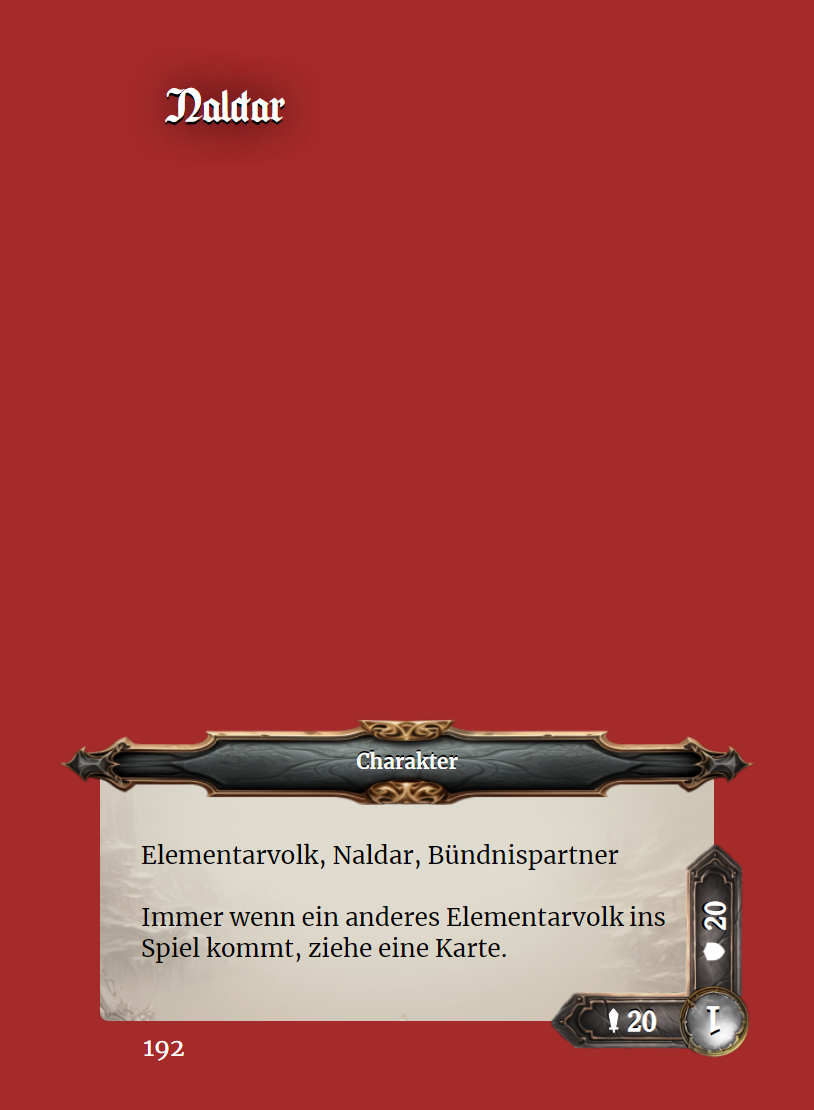 Naldar
Charakter
Elementarvolk, Naldar, Bündnispartner
Immer wenn ein anderes Elementarvolk ins
Spiel kommt, ziehe eine Karte.
20
20
1
192